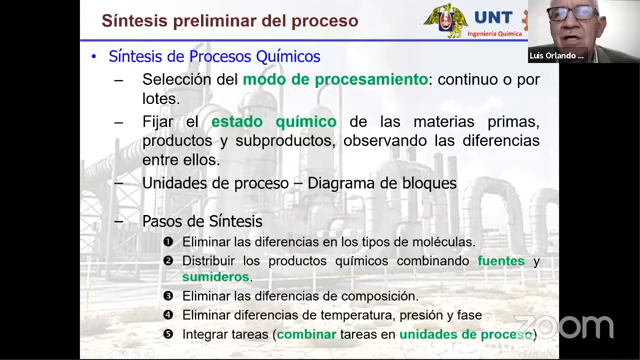 Síntesis preliminar del proceso
UNT
Ingeniería Química
Luis Orlando
• Síntesis de Procesos Químicos
– Selección del modo de procesamiento: continuo o por
lotes.
– Fijar el estado químico de las materias primas,
productos y subproductos, observando las diferencias
entre ellos.
– Unidades de proceso – Diagrama de bloques
– Pasos de Síntesis
❶ Eliminar las diferencias en los tipos de moléculas.
❷ Distribuir los productos químicos combinando fuentes y
sumideros.
❸ Eliminar las diferencias de composición.
❹ Eliminar diferencias de temperatura, presión y fase
❺ Integrar tareas (combinar tareas en unidades de proceso)
zoom